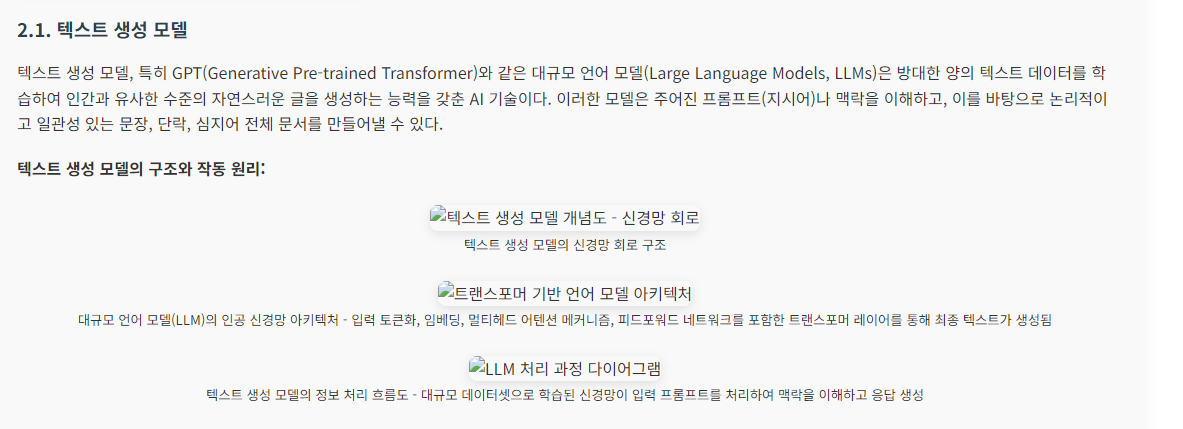 2.1. 텍스트 생성 모델
텍스트 생성 모델, 특히 GPT(Generative Pre-trained Transformer)와 같은 대규모 언어 모델(Large Language Models, LLMs)은 방대한 양의 텍스트 데이터를 학
습하여 인간과 유사한 수준의 자연스러운 글을 생성하는 능력을 갖춘 AI 기술이다. 이러한 모델은 주어진 프롬프트(지시어)나 맥락을 이해하고, 이를 바탕으로 논리적이
고 일관성 있는 문장, 단락, 심지어 전체 문서를 만들어낼 수 있다.
텍스트 생성 모델의 구조와 작동 원리:
텍스트 생성 모델 개념도 - 신경망 회로
텍스트 생성 모델의 신경망 회로 구조
트랜스포머 기반 언어 모델 아키텍처
대규모 언어 모델(LLM)의 인공 신경망 아키텍처 - 입력 토큰화, 임베딩, 멀티헤드 어텐션 메커니즘, 피드포워드 네트워크를 포함한 트랜스포머 레이어를 통해 최종 텍스트가 생성됨
LLM 처리 과정 다이어그램
텍스트 생성 모델의 정보 처리 흐름도 - 대규모 데이터셋으로 학습된 신경망이 입력 프롬프트를 처리하여 맥락을 이해하고 응답 생성